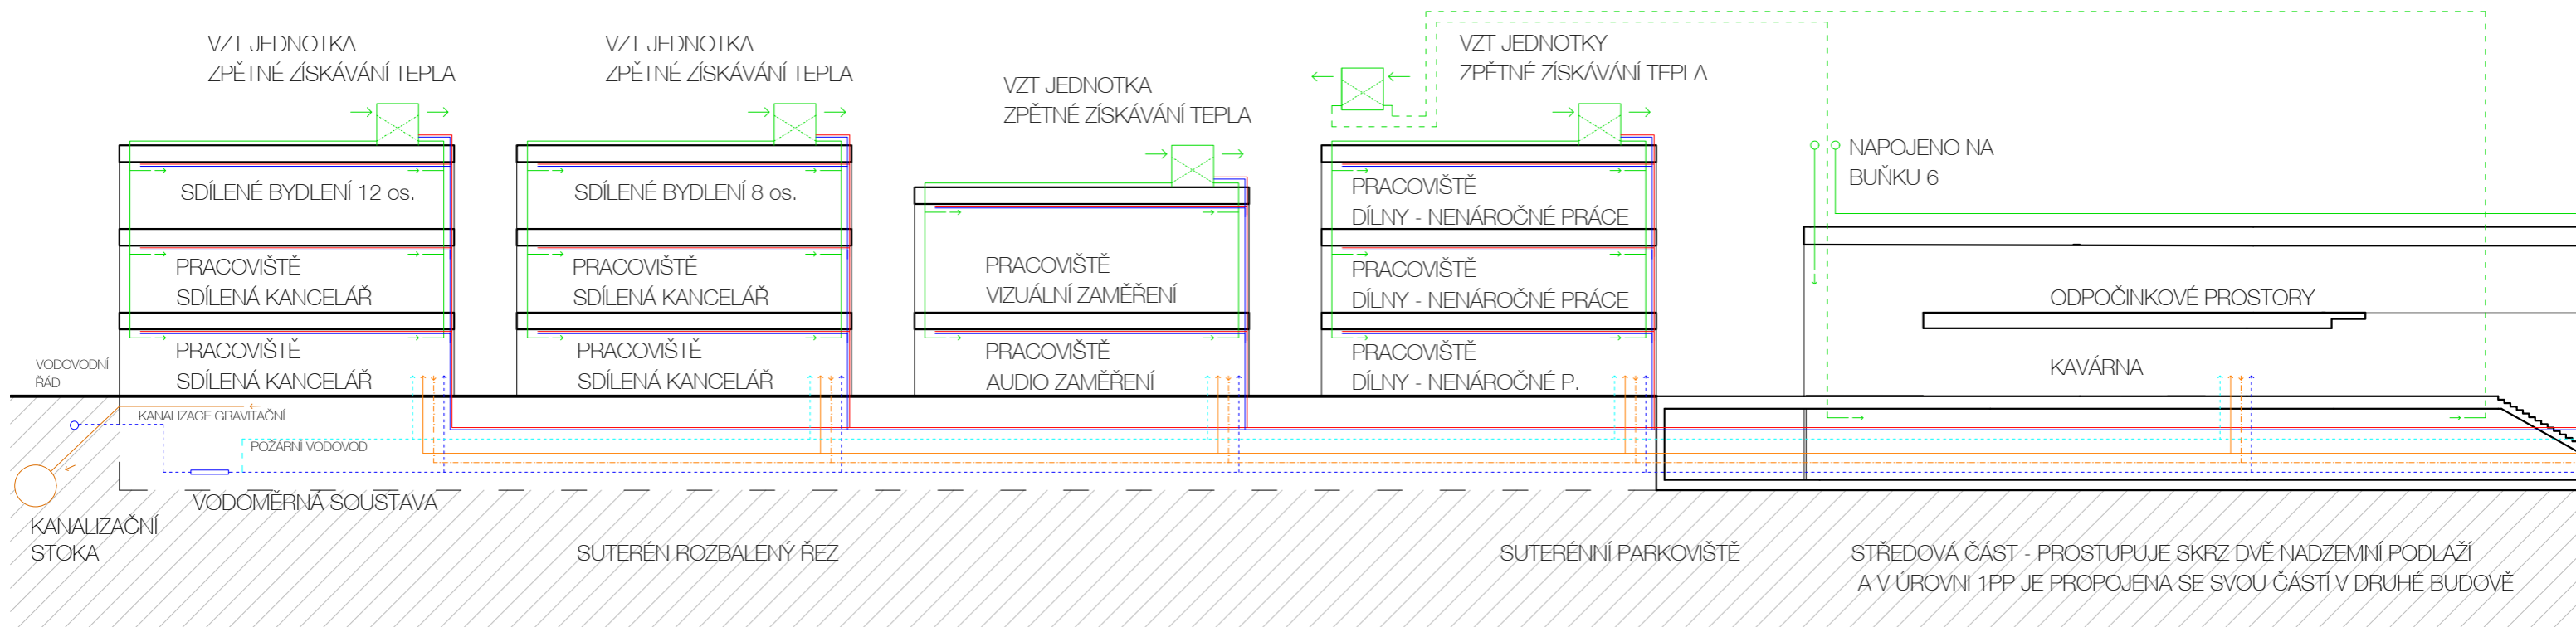 VZT JEDNOTKA
ZPĚTNÉ ZÍSKÁVÁNÍ TEPLA
VZT JEDNOTKA
ZPĚTNÉ ZÍSKÁVÁNÍ TEPLA
VZT JEDNOTKA
ZPĚTNÉ ZÍSKÁVÁNÍ TEPLA
VZT JEDNOTKY
ZPĚTNÉ ZÍSKÁVÁNÍ TEPLA
NAPOJENO NA
BUŇKU 6
SDÍLENÉ BYDLENÍ 12 os.
PRACOVIŠTĚ
SDÍLENÁ KANCELÁŘ
PRACOVIŠTĚ
SDÍLENÁ KANCELÁŘ
SDÍLENÉ BYDLENÍ 8 os.
PRACOVIŠTĚ
SDÍLENÁ KANCELÁŘ
PRACOVIŠTĚ
SDÍLENÁ KANCELÁŘ
PRACOVIŠTĚ
VIZUÁLNÍ ZAMĚŘENÍ
PRACOVIŠTĚ
AUDIO ZAMĚŘENÍ
PRACOVIŠTĚ
DÍLNY - NENÁROČNÉ PRÁCE
PRACOVIŠTĚ
DÍLNY - NENÁROČNÉ PRÁCE
PRACOVIŠTĚ
DÍLNY - NENÁROČNÉ P.
ODPOČINKOVÉ PROSTORY
KAVÁRNA
VODOVODNÍ
ŘÁD
KANALIZACE GRAVITAČNÍ
POŽÁRNÍ VODOVOD
VODOMĚRNÁ SOUSTAVA
KANALIZAČNÍ
STOKA
SUTERÉN ROZBALENÝ ŘEZ
SUTERÉNNÍ PARKOVIŠTĚ
STŘEDOVÁ ČÁST - PROSTUPUJE SKRZ DVĚ NADZEMNÍ PODLAŽÍ
A V ÚROVNI 1PP JE PROPOJENA SE SVOU ČÁSTÍ V DRUHÉ BUDOVĚ